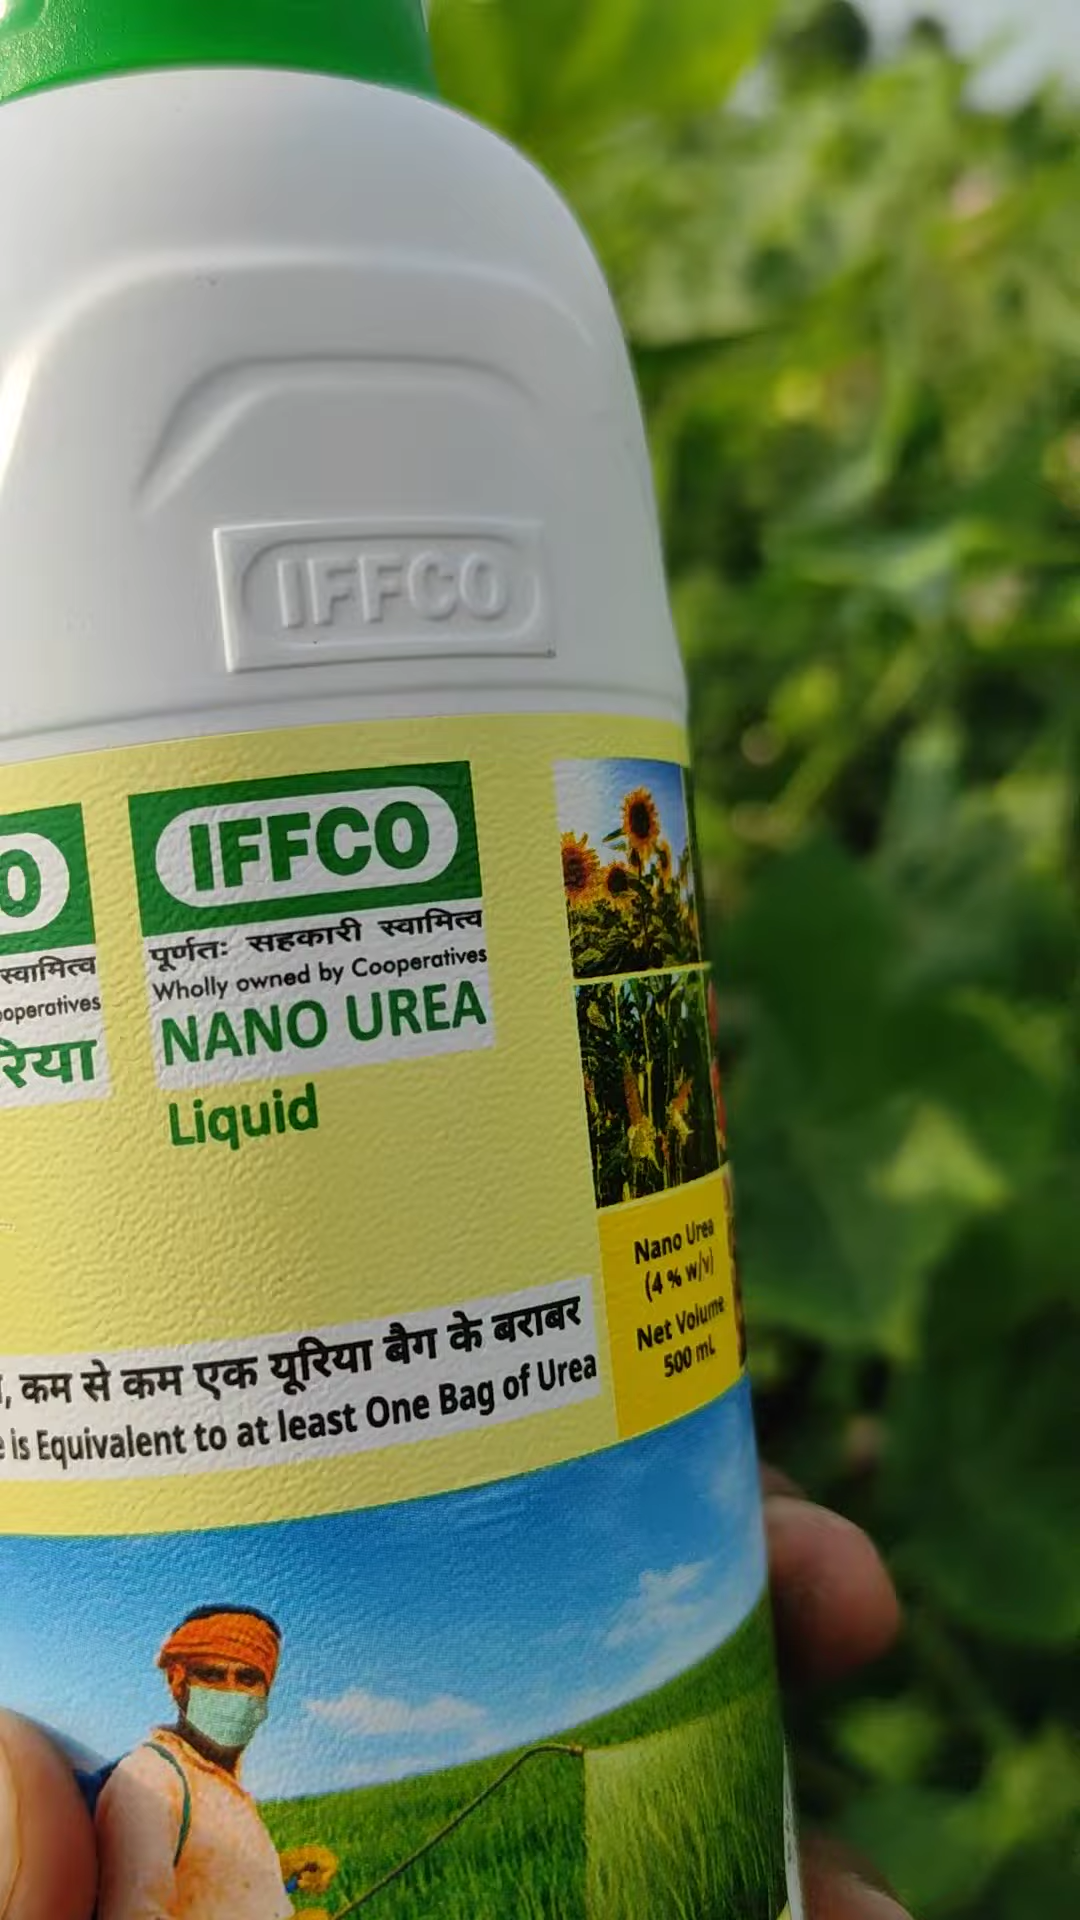 IFFCO
O
IFFCO
स्वामित्व
पूर्णतः सहकारी स्वामित्व
Wholly owned by Cooperatives
NANO UREA
Liquid
Nano Urea
(4 % w/v)
Net Volume
500 mL
कम से कम एक यूरिया बैग के बराबर
is Equivalent to at least One Bag of Urea